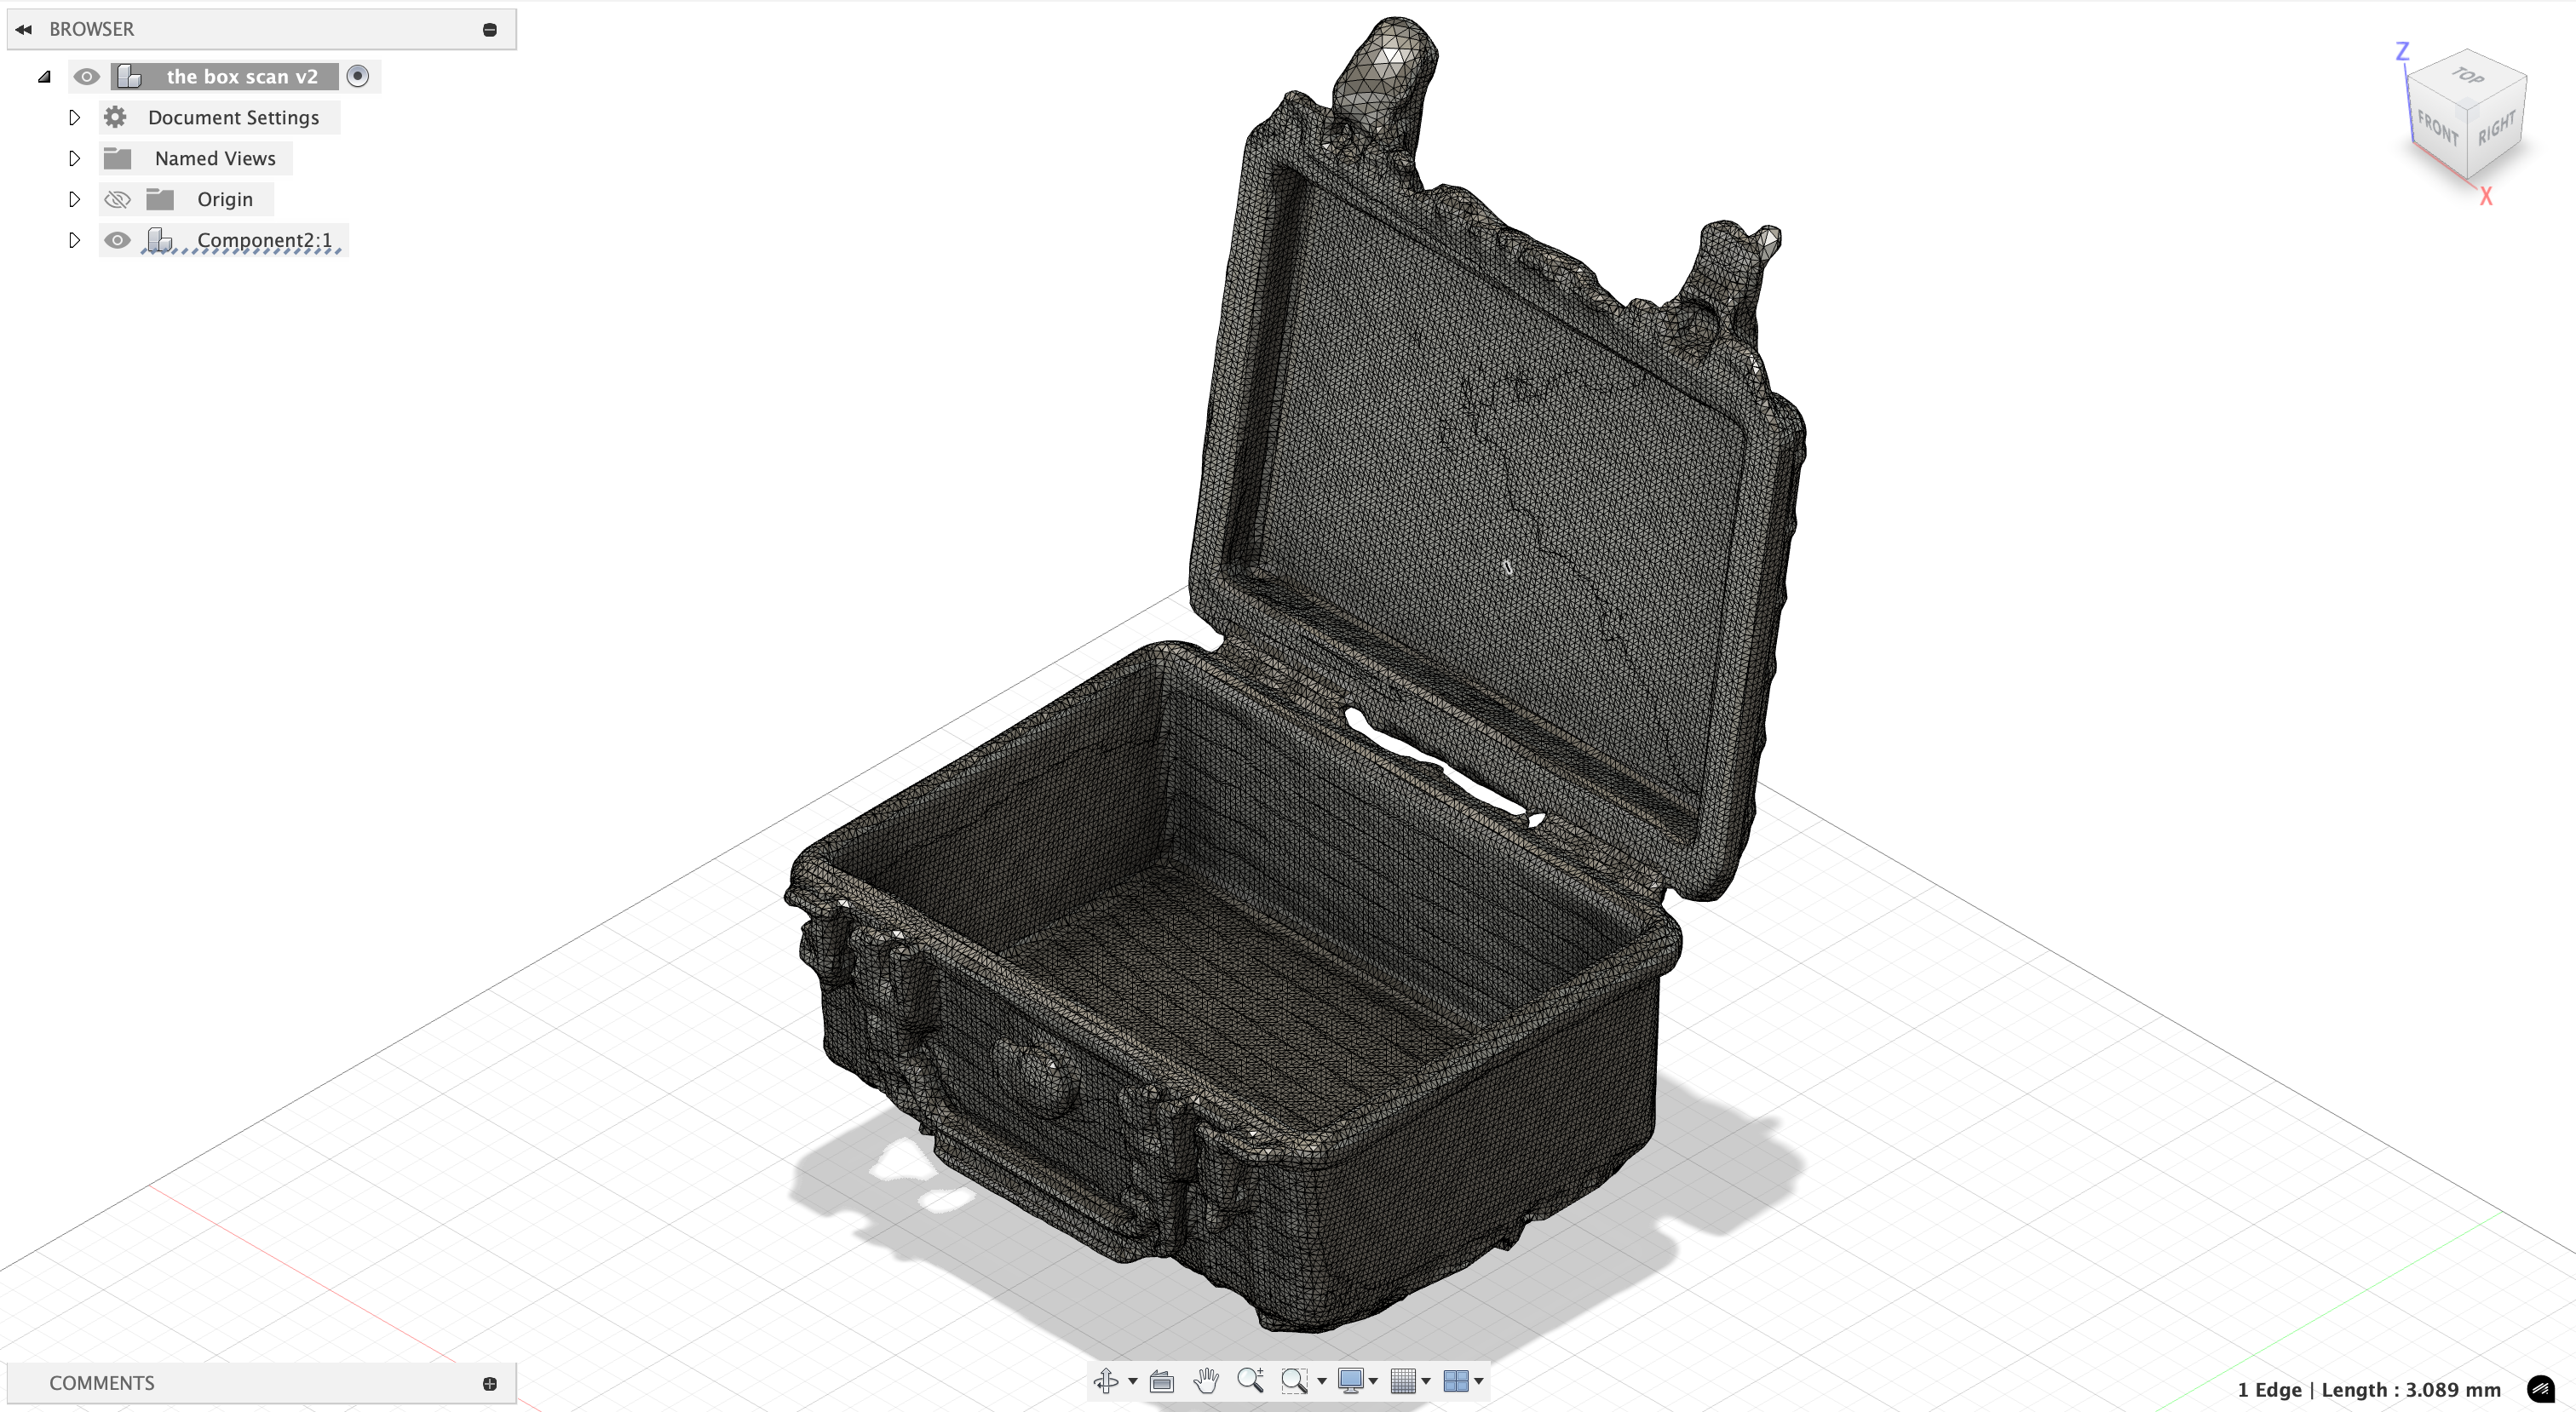 BROWSER
the box scan v2
Document Settings
Named Views
Origin
Component2:1
Z
TOP
FRONT
RIGHT
X
COMMENTS
1 Edge | Length : 3.089 mm